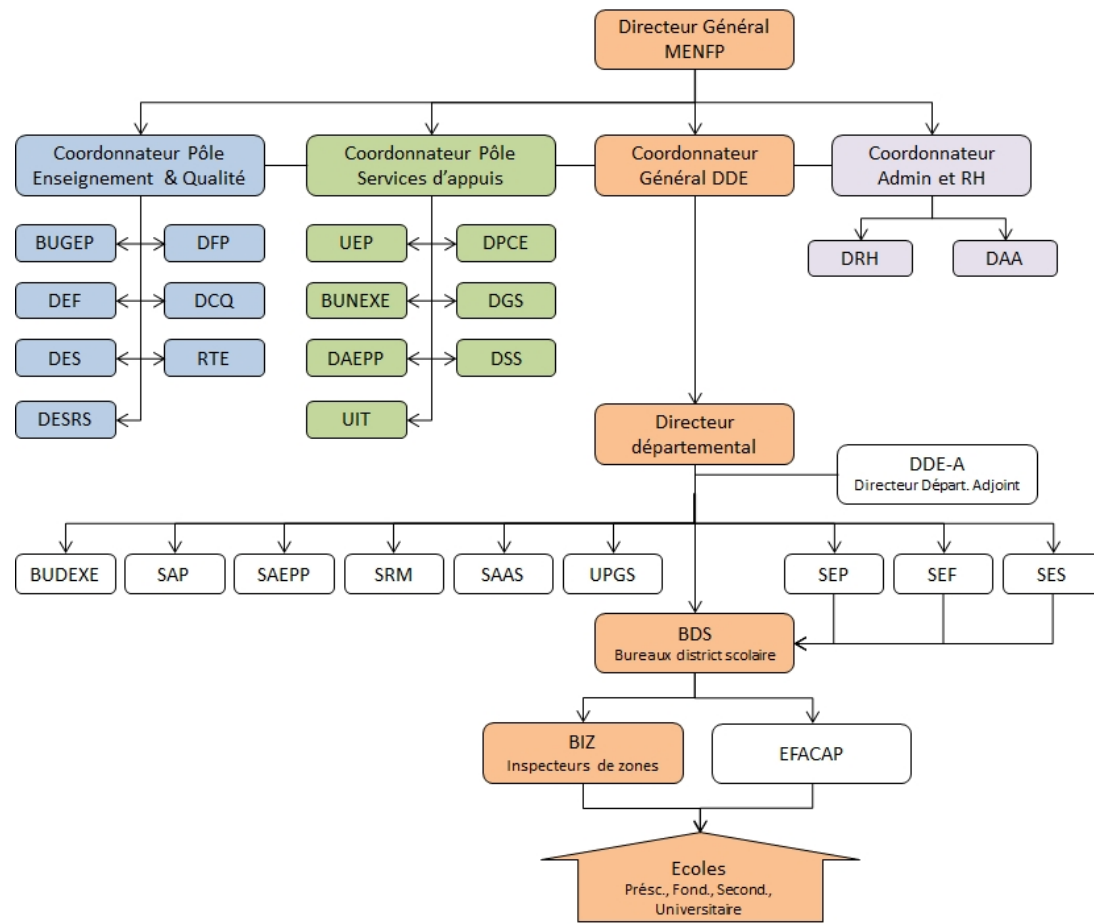 Directeur Général
MENFP
Coordonnateur Pôle
Enseignement & Qualité
Coordonnateur Pôle
Services d'appuis
Coordonnateur
Général DDE
Coordonnateur
Admin et RH
BUGEP
DFP
UEP
DPCE
DRH
DAA
DEF
DCQ
BUNEXE
DGS
DES
RTE
DAEPP
DSS
DESRS
UIT
Directeur
départemental
DDE-A
Directeur Départ. Adjoint
BUDEXE
SAP
SAEPP
SRM
SAAS
UPGS
SEP
SEF
SES
BDS
Bureaux district scolaire
BIZ
Inspecteurs de zones
EFACAP
Ecoles
Présc., Fond., Second.,
Universitaire